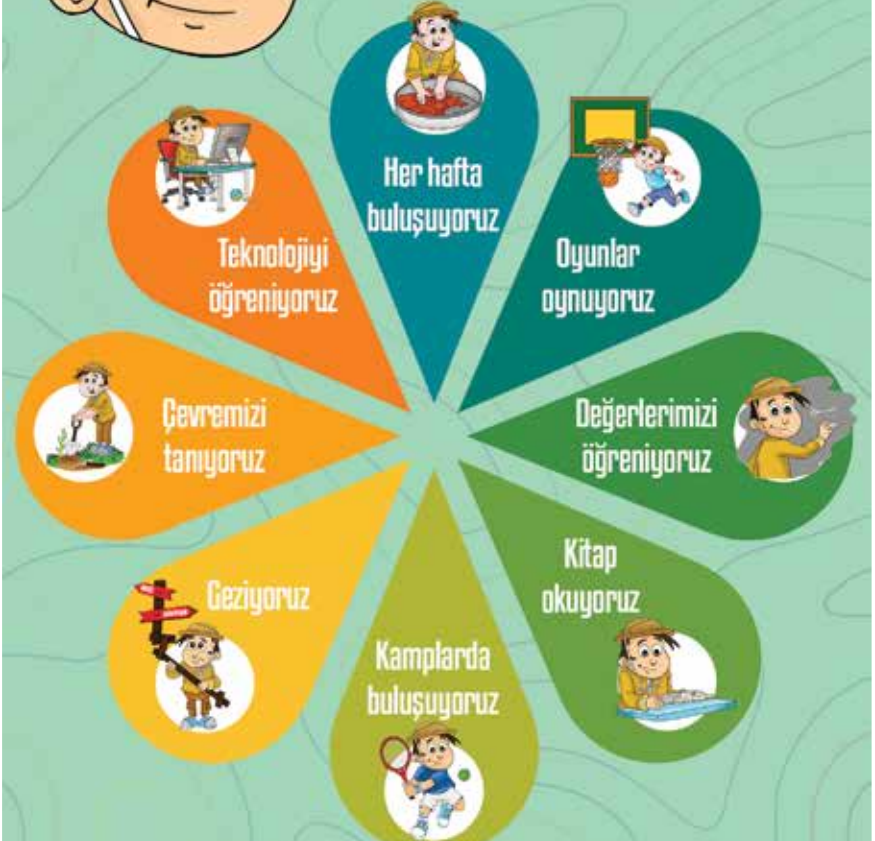 Her hafta
buluşuyoruz
Oyunlar
oynuyoruz
Değerlerimizi
öğreniyoruz
Kitap
okuyoruz
Kamplarda
buluşuyoruz
Geziyoruz
Çevremizi
tanıyoruz
Teknolojiyi
öğreniyoruz